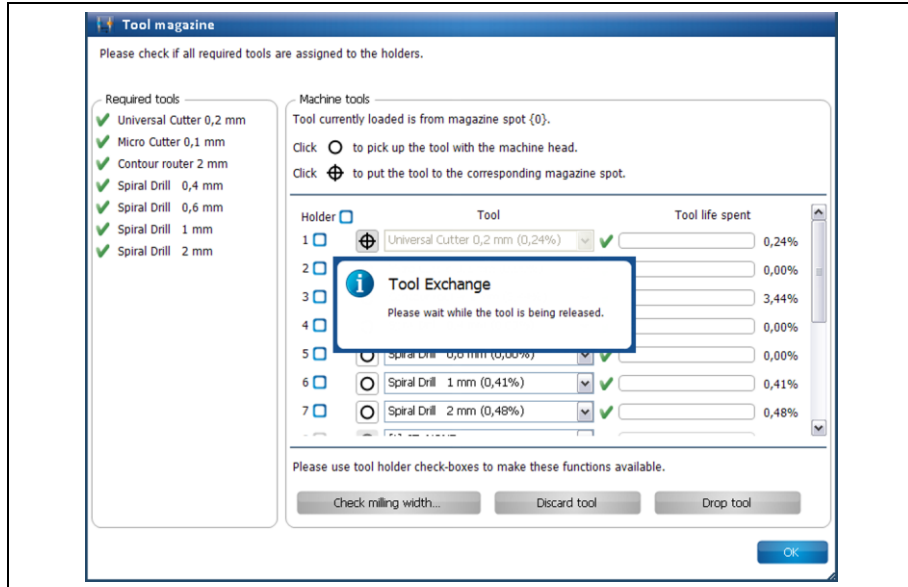 Tool magazine
Please check if all required tools are assigned to the holders.
Required tools
Universal Cutter 0,2 mm
Micro Cutter 0,1 mm
Contour router 2 mm
Spiral Drill 0,4 mm
Spiral Drill 0,6 mm
Spiral Drill 1 mm
Spiral Drill 2 mm
Machine tools
Tool currently loaded is from magazine spot {0}.
Click to pick up the tool with the machine head.
Click to put the tool to the corresponding magazine spot.
Holder Tool Tool life spent
1 Universal Cutter 0,2 mm (0,24%) 0,24%
2 0,00%
3 3,44%
4 0,00%
5 Spiral Drill 0,6 mm (0,00%) 0,00%
6 Spiral Drill 1 mm (0,41%) 0,41%
7 Spiral Drill 2 mm (0,48%) 0,48%
Tool Exchange
Please wait while the tool is being released.
Please use tool holder check-boxes to make these functions available.
Check milling width... Discard tool Drop tool
OK